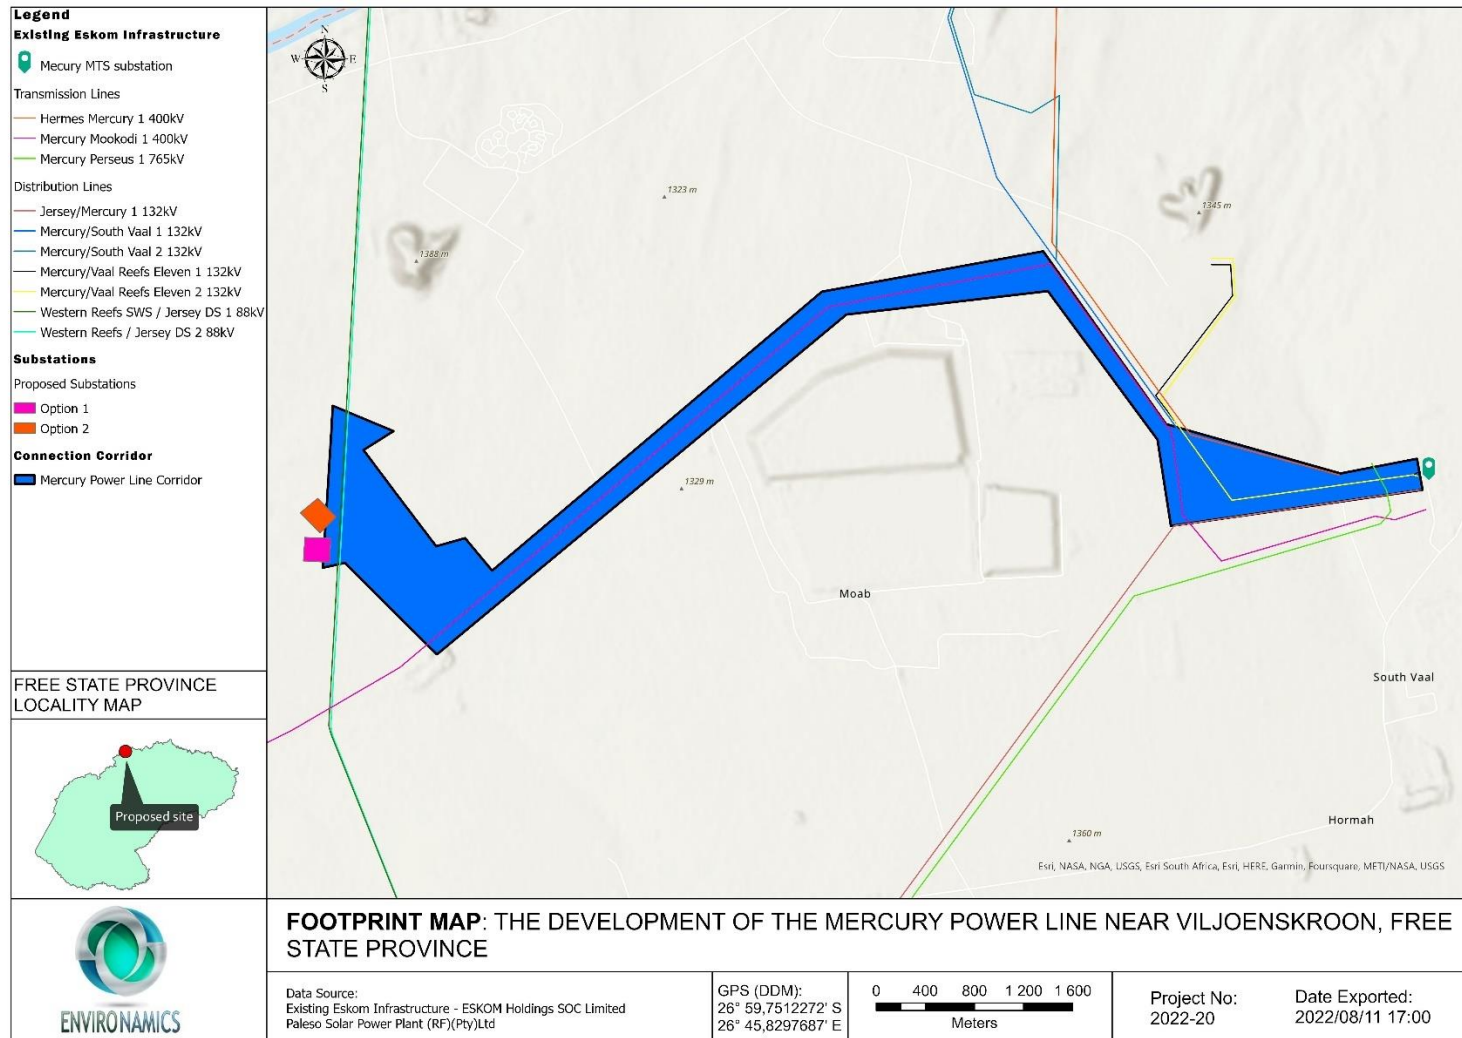 Legend
Existing Eskom Infrastructure
Mecury MTS substation
Transmission Lines
Hermes Mercury 1 400kV
Mercury Mookodi 1 400kV
Mercury Perseus 1 765kV
Distribution Lines
Jersey/Mercury 1 132kV
Mercury/South Vaal 1 132kV
Mercury/South Vaal 2 132kV
Mercury/Vaal Reefs Eleven 1 132kV
Mercury/Vaal Reefs Eleven 2 132kV
Western Reefs SWS / Jersey DS 1 88kV
Western Reefs / Jersey DS 2 88kV
Substations
Proposed Substations
Option 1
Option 2
Connection Corridor
Mercury Power Line Corridor
FREE STATE PROVINCE
LOCALITY MAP
Proposed site
ENVIRONAMICS
N
W E
S
1323 m
1345 m
1388 m
1329 m
Moab
South Vaal
Hormah
1360 m
Esri, NASA, NGA, USGS, Esri South Africa, Esri, HERE, Garmin, Foursquare, METI/NASA, USGS
FOOTPRINT MAP: THE DEVELOPMENT OF THE MERCURY POWER LINE NEAR VILJOENSKROON, FREE
STATE PROVINCE
Data Source:
Existing Eskom Infrastructure - ESKOM Holdings SOC Limited
Paleso Solar Power Plant (RF)(Pty)Ltd
GPS (DDM):
26° 59,7512272' S
26° 45,8297687' E
0 400 800 1 200 1 600
Meters
Project No:
2022-20
Date Exported:
2022/08/11 17:00